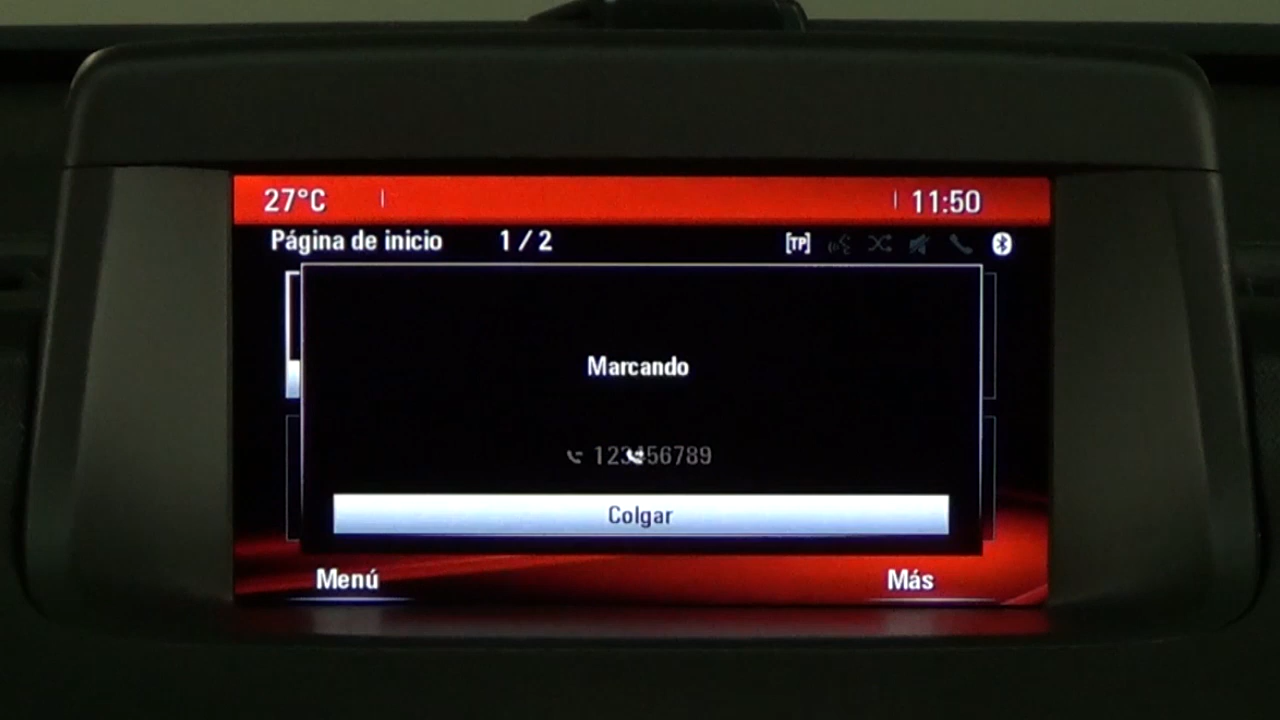 27°C 11:50
Página de inicio 1 / 2 [TP]
Marcando
123456789
Colgar
Menú Más